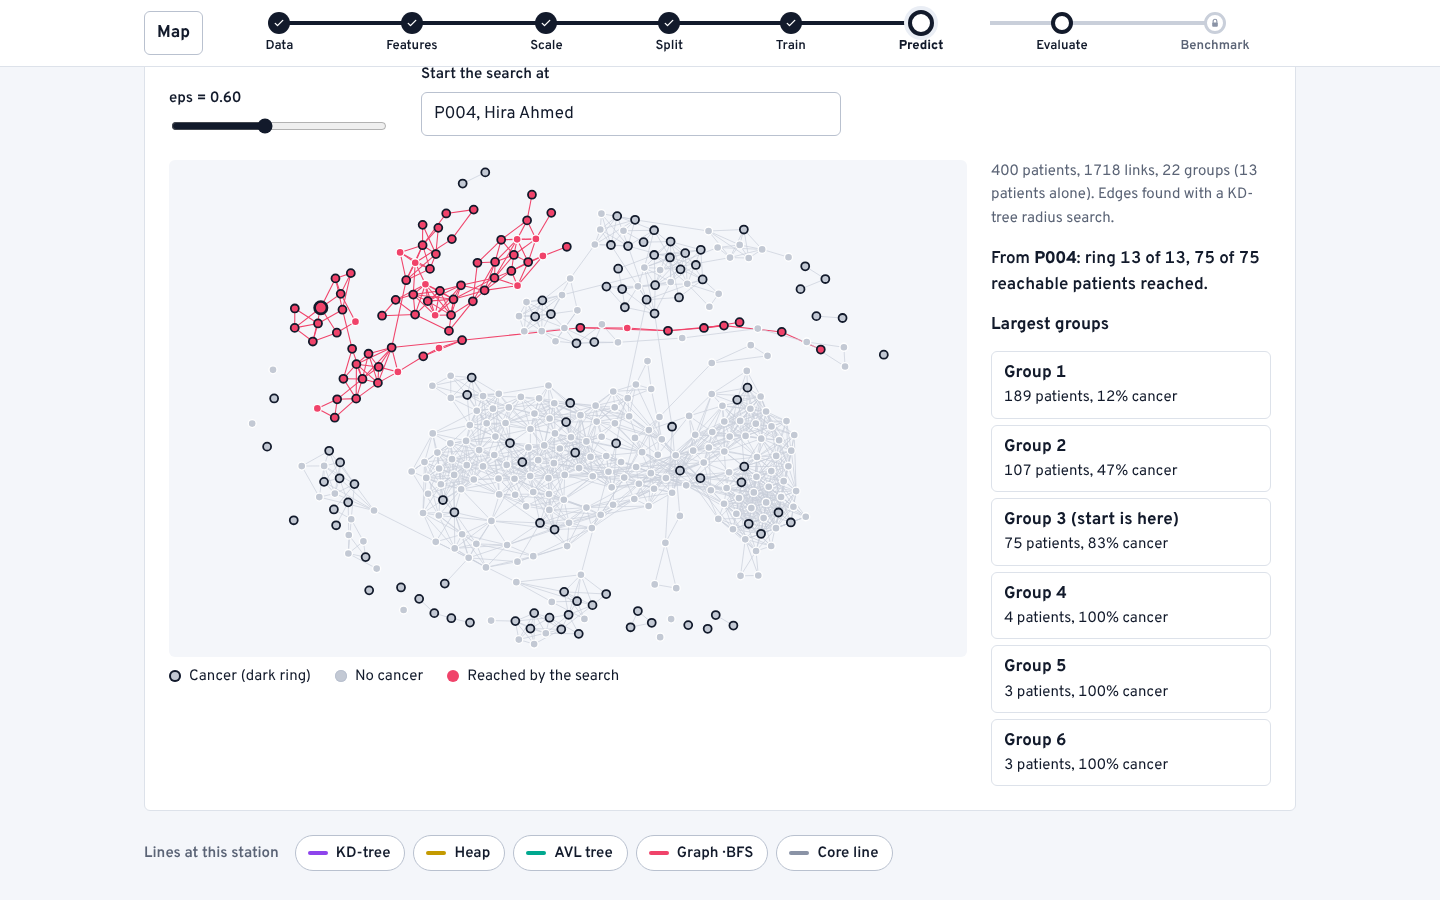 Map
Data
Features
Scale
Split
Train
Predict
Evaluate
Benchmark
eps = 0.60
Start the search at
P004, Hira Ahmed
400 patients, 1718 links, 22 groups (13
patients alone). Edges found with a KD-
tree radius search.
From P004: ring 13 of 13, 75 of 75
reachable patients reached.
Largest groups
Group 1
189 patients, 12% cancer
Group 2
107 patients, 47% cancer
Group 3 (start is here)
75 patients, 83% cancer
Group 4
4 patients, 100% cancer
Group 5
3 patients, 100% cancer
Group 6
3 patients, 100% cancer
Cancer (dark ring)
No cancer
Reached by the search
Lines at this station
KD-tree
Heap
AVL tree
Graph ·BFS
Core line